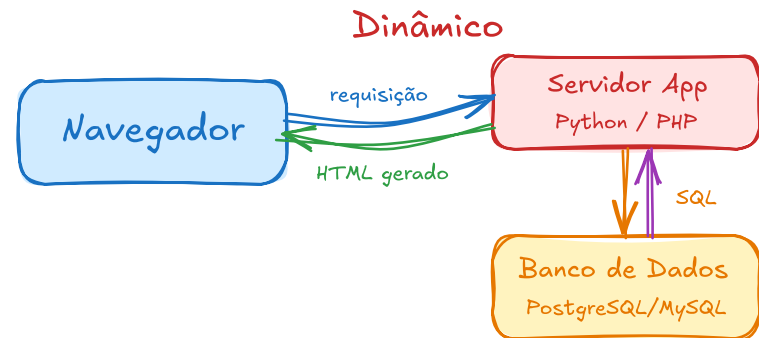 Dinâmico
requisição
Navegador
HTML gerado
Servidor App
Python / PHP
SQL
Banco de Dados
PostgreSQL/MySQL